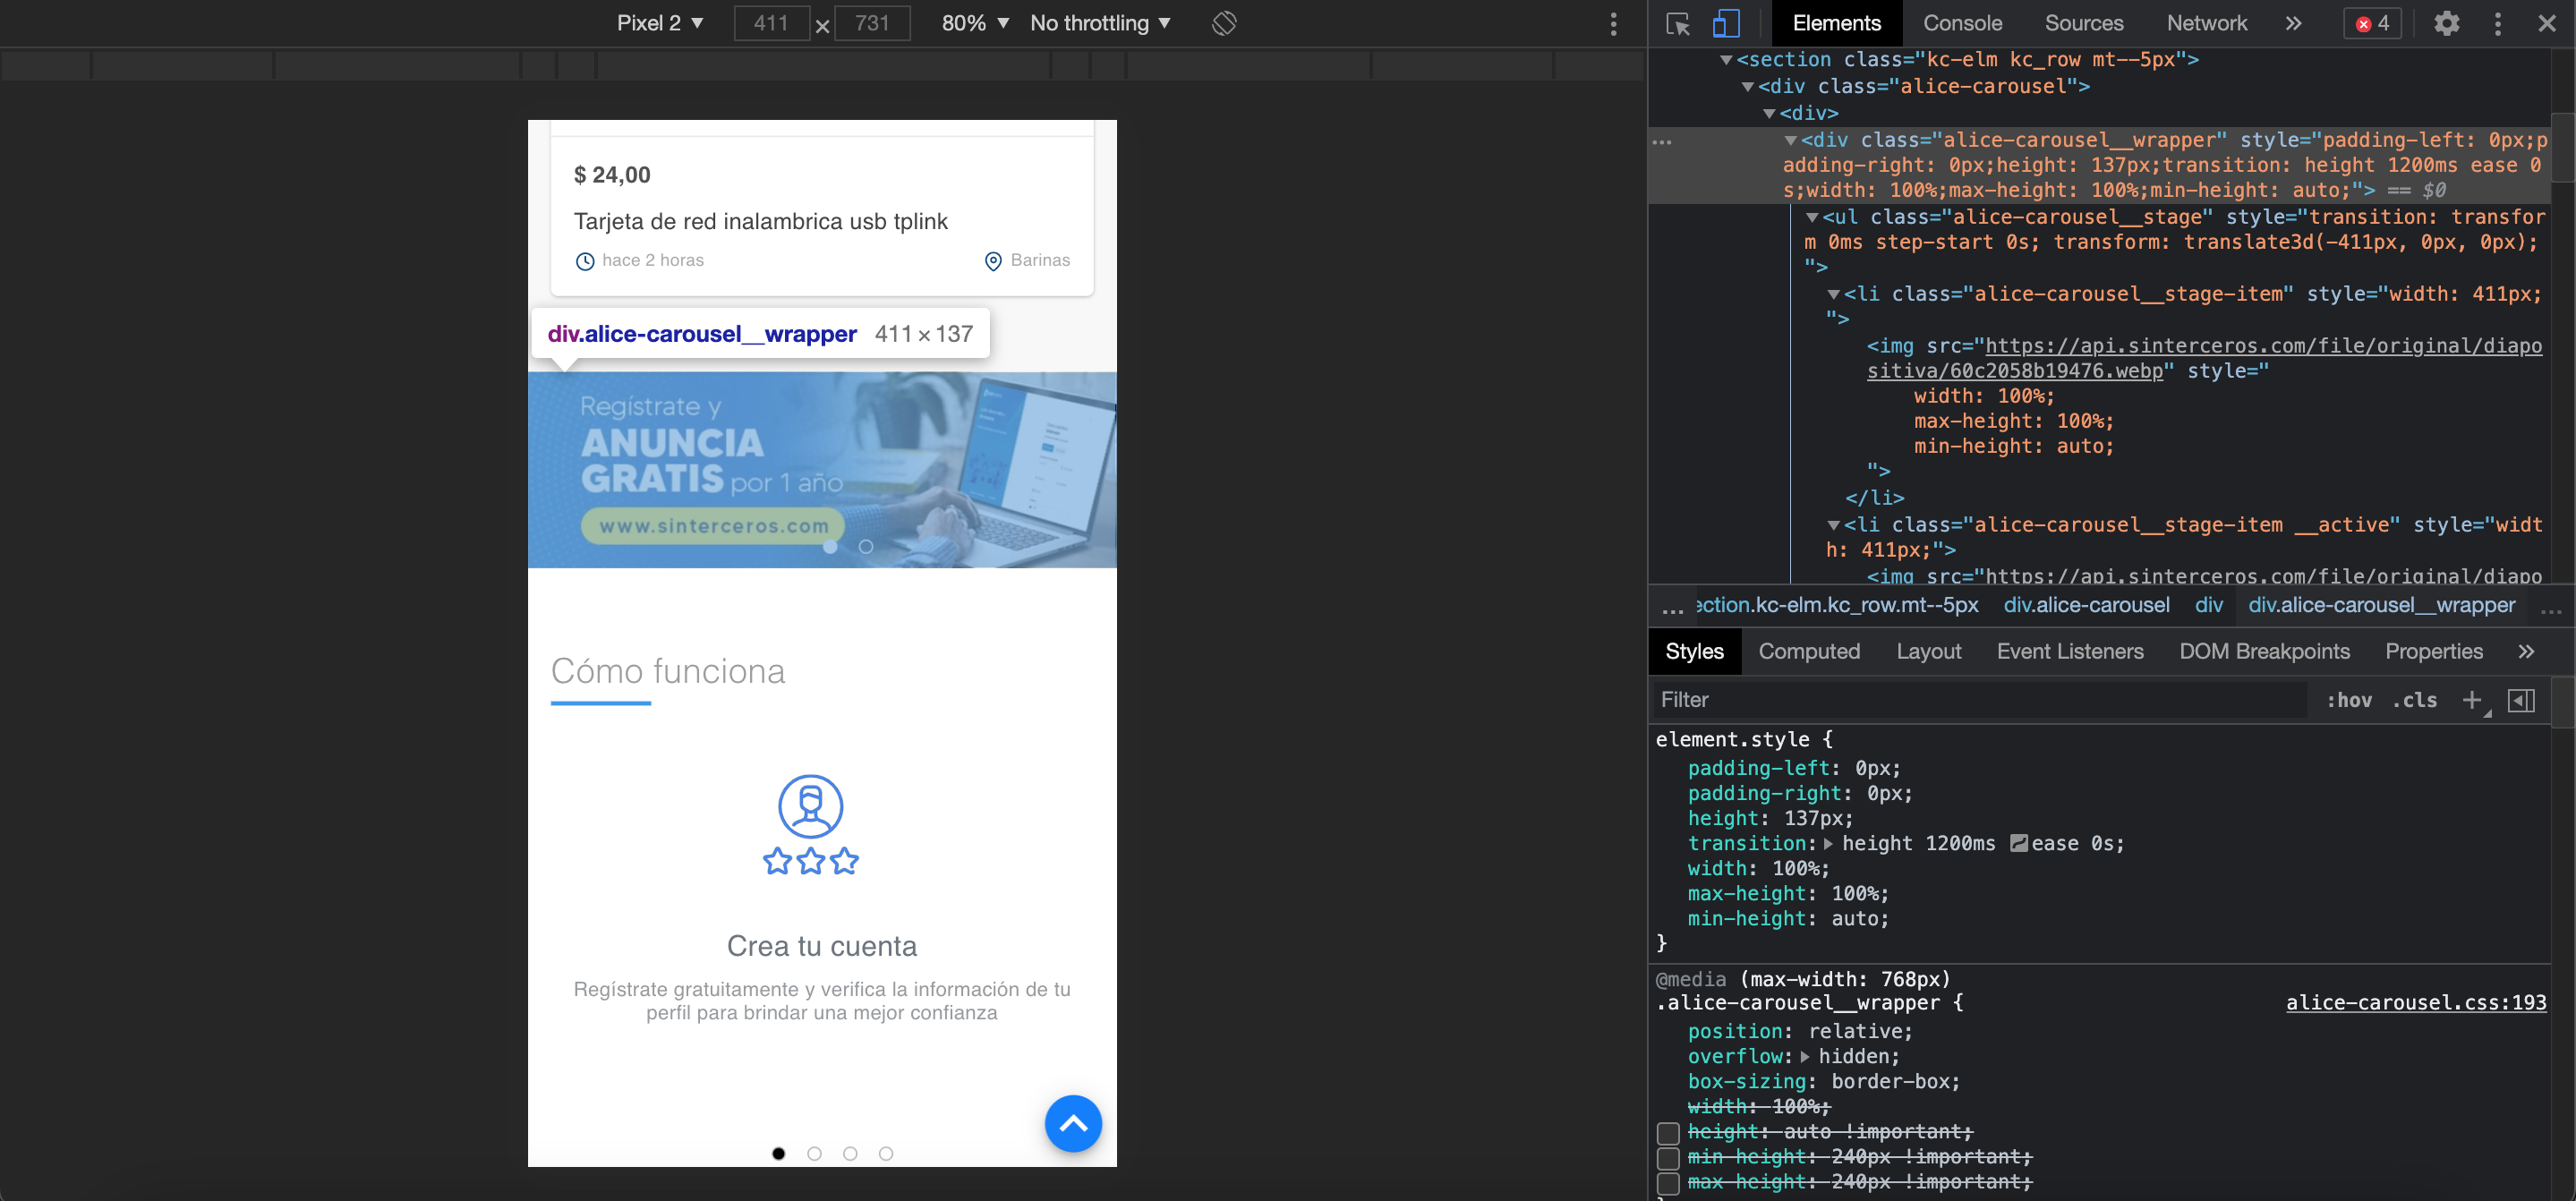 Pixel 2 ▼ 411 × 731 80% ▼ No throttling ▼
Elements Console Sources Network » 4
$ 24,00
Tarjeta de red inalambrica usb tplink
hace 2 horas Barinas
div.alice-carousel__wrapper 411 × 137
Regístrate y
ANUNCIA
GRATIS por 1 año
www.sinterceros.com
Cómo funciona
Crea tu cuenta
Regístrate gratuitamente y verifica la información de tu
perfil para brindar una mejor confianza
▼<section class="kc-elm kc_row mt--5px">
▼<div class="alice-carousel">
▼<div>
… ▼<div class="alice-carousel__wrapper" style="padding-left: 0px;p
adding-right: 0px;height: 137px;transition: height 1200ms ease 0
s;width: 100%;max-height: 100%;min-height: auto;"> == $0
▼<ul class="alice-carousel__stage" style="transition: transfor
m 0ms step-start 0s; transform: translate3d(-411px, 0px, 0px);
">
▼<li class="alice-carousel__stage-item" style="width: 411px;
">
<img src="https://api.sinterceros.com/file/original/diapo
sitiva/60c2058b19476.webp" style="
width: 100%;
max-height: 100%;
min-height: auto;
">
</li>
▼<li class="alice-carousel__stage-item __active" style="widt
h: 411px;">
<img src="https://api.sinterceros.com/file/original/diapo
… ection.kc-elm.kc_row.mt--5px div.alice-carousel div div.alice-carousel__wrapper …
Styles Computed Layout Event Listeners DOM Breakpoints Properties »
Filter :hov .cls +
element.style {
padding-left: 0px;
padding-right: 0px;
height: 137px;
transition: height 1200ms ease 0s;
width: 100%;
max-height: 100%;
min-height: auto;
}
@media (max-width: 768px)
.alice-carousel__wrapper { alice-carousel.css:193
position: relative;
overflow: hidden;
box-sizing: border-box;
width: 100%;
height: auto !important;
min-height: 240px !important;
max-height: 240px !important;